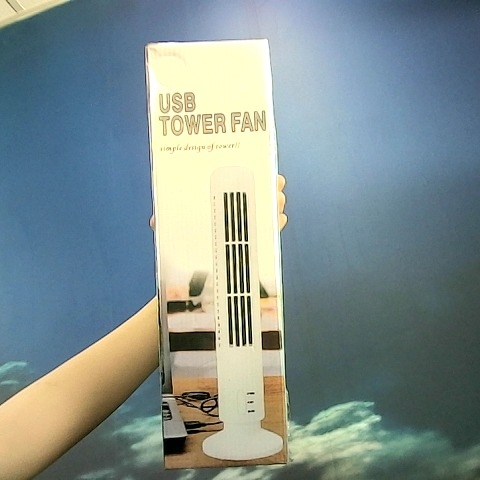 USB
TOWER FAN
simple design of tower!!